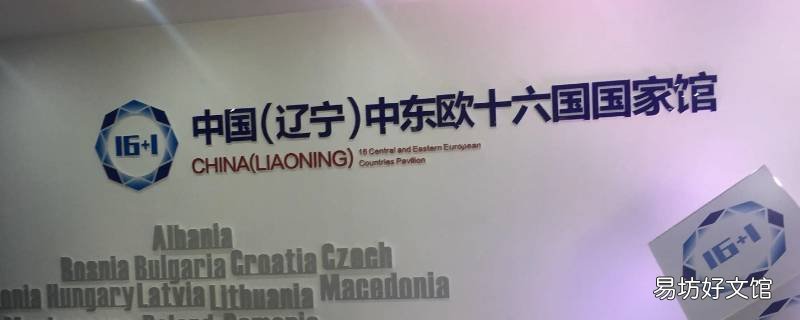 16+1
中国(辽宁)中东欧十六国国家馆
CHINA(LIAONING)
16 Central and Eastern European
Countries Pavilion
Albania
Bosnia Bulgaria Croatia Czech
Hungary Latvia Lithuania Macedonia
16+1
易坊好文馆